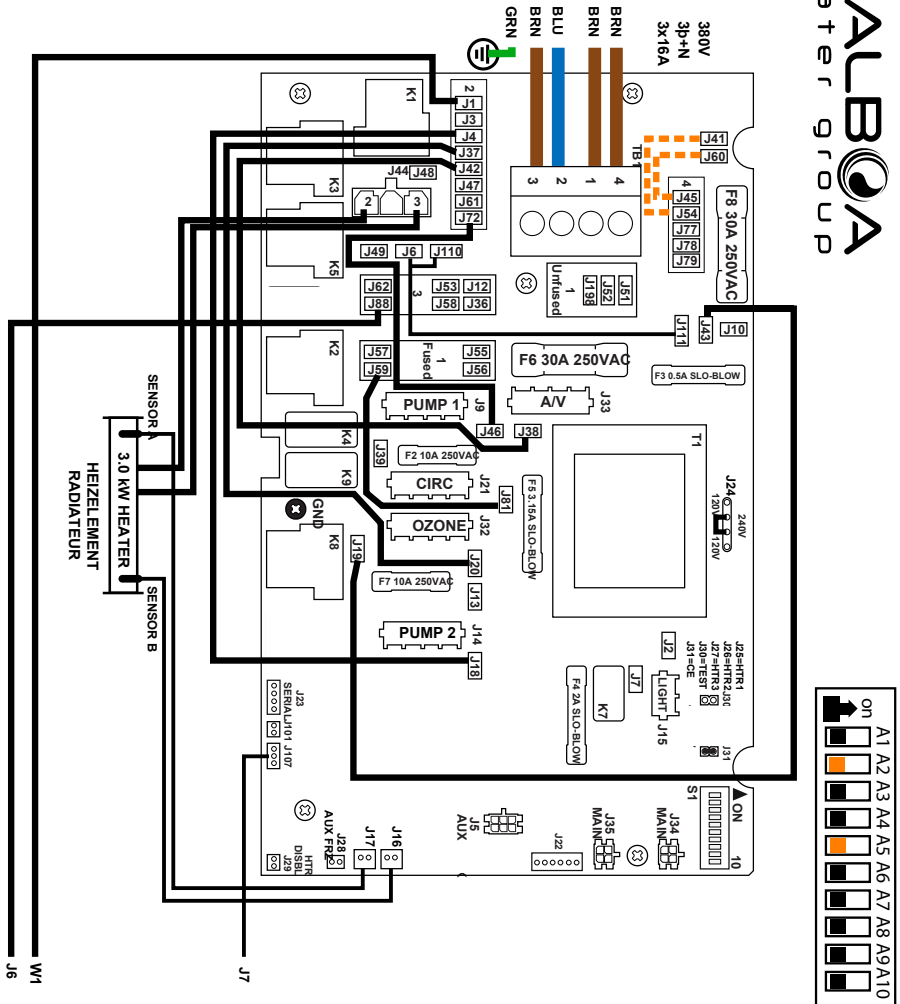 ALBOA
ater group
380V
3p+N
3x16A
BRN
BRN
BLU
BRN
GRN
TB1
3
2
1
4
J41
J60
4
J45
J54
J77
J78
J79
F8 30A 250VAC
J10
J43
J111
F3 0.5A SLO-BLOW
2
J1
J3
J4
J37
J42
J47
J61
J72
K1
K3
K5
K2
K4
K9
K8
J44
J48
2
3
J49
J6
J110
Unfused
1
J198
J52
J51
3
J62
J88
J53
J58
J12
J36
1
Fused
J57
J59
J55
J56
F6 30A 250VAC
PUMP 1
J9
A/V
J33
J46
J38
J39
F2 10A 250VAC
CIRC
J21
J81
F5 3.15A SLO-BLOW
OZONE
J32
GND
J19
J20
F7 10A 250VAC
J13
PUMP 2
J14
J18
T1
J24
240V
120V
120V
J2
J25=HTR1
J26=HTR2
J27=HTR3
J30=TEST
J31=CE
J30
J31
J7
LIGHT
J15
K7
F4 2A SLO-BLOW
J23
SERIAL
J101
J107
S1
ON
10
J34
MAIN
J35
MAIN
J22
J5
AUX
J16
J17
J28
AUX FRZ
J29
HTR
DISBL
SENSOR A
3.0 kW HEATER
SENSOR B
HEIZELEMENT
RADIATEUR
on
A1 A2 A3 A4 A5 A6 A7 A8 A9 A10
J7
W1
J6